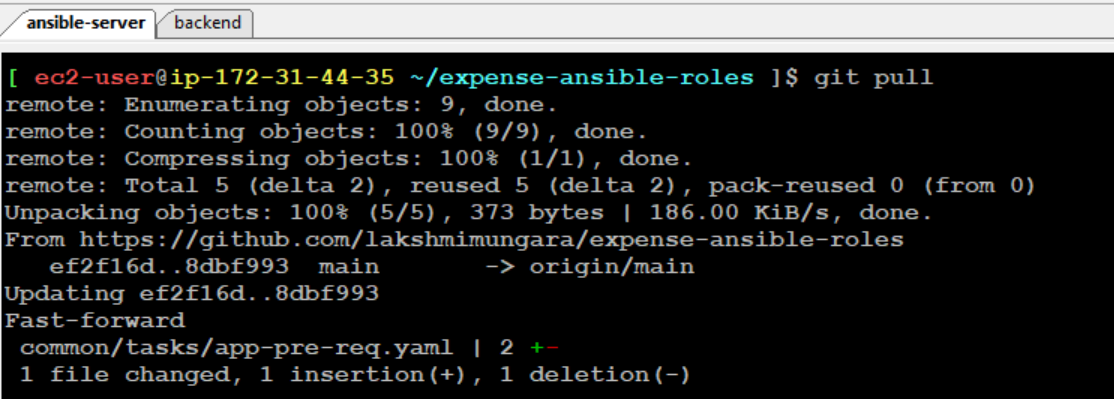 ansible-server backend
[ ec2-user@ip-172-31-44-35 ~/expense-ansible-roles ]$ git pull
remote: Enumerating objects: 9, done.
remote: Counting objects: 100% (9/9), done.
remote: Compressing objects: 100% (1/1), done.
remote: Total 5 (delta 2), reused 5 (delta 2), pack-reused 0 (from 0)
Unpacking objects: 100% (5/5), 373 bytes | 186.00 KiB/s, done.
From https://github.com/lakshmimungara/expense-ansible-roles
   ef2f16d..8dbf993  main       -> origin/main
Updating ef2f16d..8dbf993
Fast-forward
 common/tasks/app-pre-req.yaml | 2 +-
 1 file changed, 1 insertion(+), 1 deletion(-)